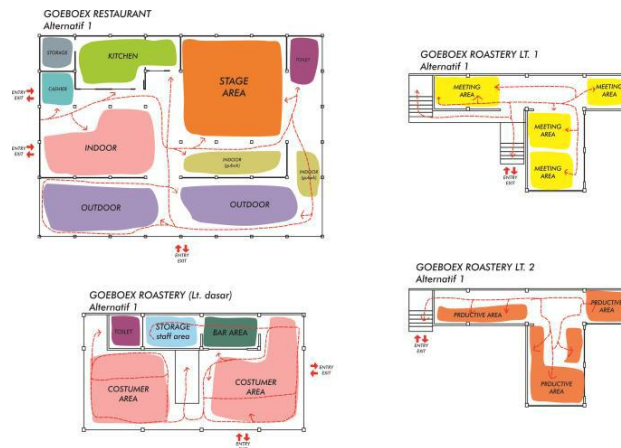 GOEBOEX RESTAURANT
Alternatif 1
STORAGE
KITCHEN
CASHIER
STAGE
AREA
TOILET
ENTRY
EXIT
ENTRY
EXIT
INDOOR
INDOOR
INDOOR
OUTDOOR
OUTDOOR
ENTRY
EXIT
GOEBOEX ROASTERY LT. 1
Alternatif 1
MEETING
AREA
MEETING
AREA
MEETING
AREA
MEETING
AREA
ENTRY
EXIT
GOEBOEX ROASTERY (Lt. dasar)
Alternatif 1
TOILET
STORAGE
staff area
BAR AREA
COSTUMER
AREA
COSTUMER
AREA
ENTRY
EXIT
ENTRY
GOEBOEX ROASTERY LT. 2
Alternatif 1
PRDUCTIVE AREA
PRDUCTIVE
AREA
PRDUCTIVE
AREA
ENTRY
EXIT